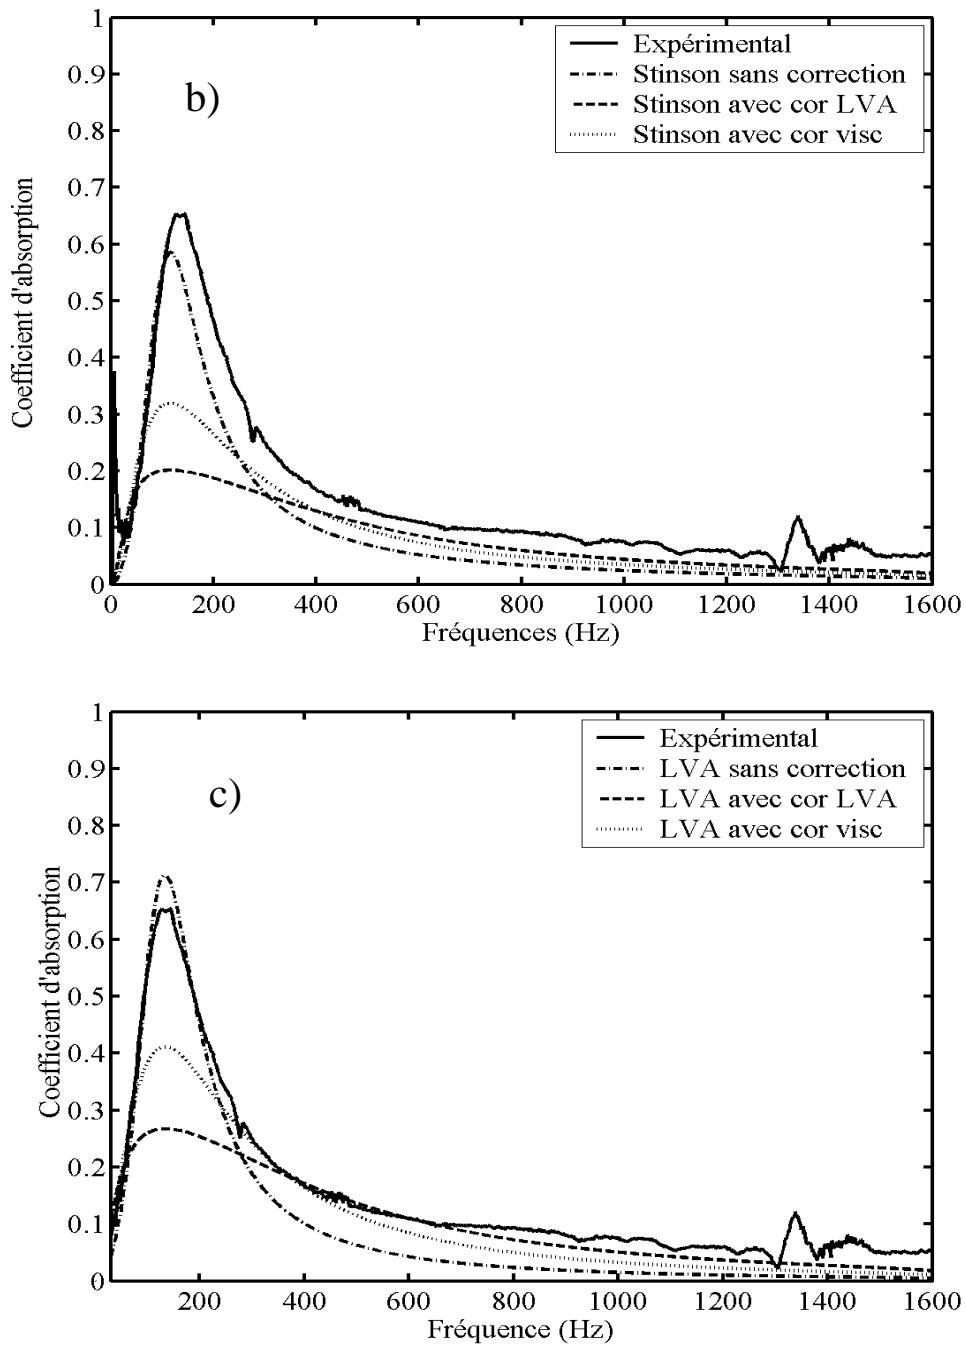 b)
Expérimental
Stinson sans correction
Stinson avec cor LVA
Stinson avec cor visc
Coefficient d'absorption
1
0.9
0.8
0.7
0.6
0.5
0.4
0.3
0.2
0.1
0
0 200 400 600 800 1000 1200 1400 1600
Fréquences (Hz)
c)
Expérimental
LVA sans correction
LVA avec cor LVA
LVA avec cor visc
Coefficient d'absorption
1
0.9
0.8
0.7
0.6
0.5
0.4
0.3
0.2
0.1
0
200 400 600 800 1000 1200 1400 1600
Fréquence (Hz)